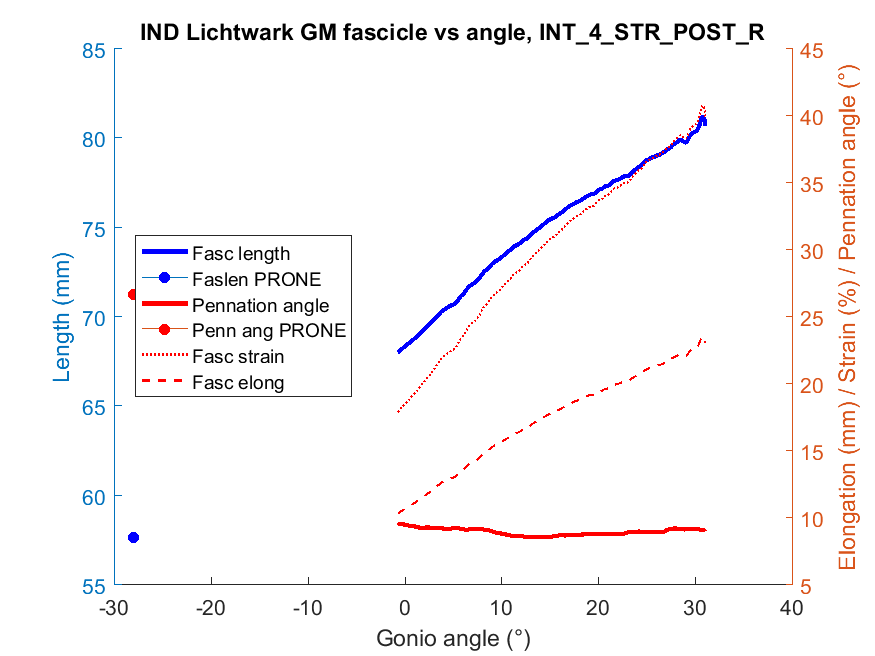 IND Lichtwark GM fascicle vs angle, INT_4_STR_POST_R
85
80
75
70
65
60
55
Length (mm)
45
40
35
30
25
20
15
10
5
Elongation (mm) / Strain (%) / Pennation angle (°)
Fasc length
Faslen PRONE
Pennation angle
Penn ang PRONE
Fasc strain
Fasc elong
-30 -20 -10 0 10 20 30 40
Gonio angle (°)